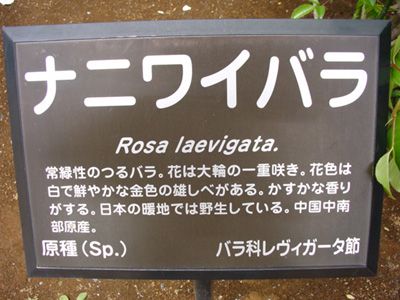 ナニワイバラ
Rosa laevigata.
常緑性のつるバラ。花は大輪の一重咲き。花色は
白で鮮やかな金色の雄しべがある。かすかな香り
がする。日本の暖地では野生している。中国中南
部原産。
原種(Sp.) バラ科レヴィガータ節